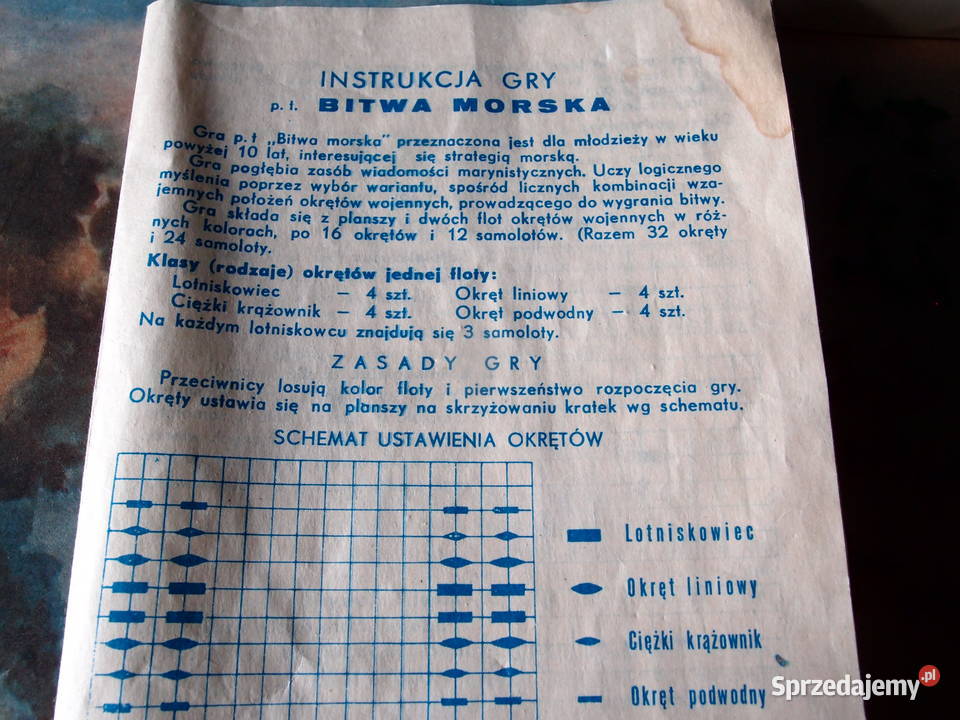 INSTRUKCJA GRY
p. t. BITWA MORSKA
Gra p.t „Bitwa morska" przeznaczona jest dla młodzieży w wieku
powyżej 10 lat, interesującej się strategią morską.
Gra pogłębia zasób wiadomości marynistycznych. Uczy logicznego
myślenia poprzez wybór wariantu, spośród licznych kombinacji wza-
jemnych położeń okrętów wojennych, prowadzącego do wygrania bitwy.
Gra składa się z planszy i dwóch flot okrętów wojennych w róż-
nych kolorach, po 16 okrętów i 12 samolotów. (Razem 32 okręty
i 24 samoloty.
Klasy (rodzaje) okrętów jednej floty:
Lotniskowiec – 4 szt. Okręt liniowy – 4 szt.
Ciężki krążownik – 4 szt. Okręt podwodny – 4 szt.
Na każdym lotniskowcu znajdują się 3 samoloty.
ZASADY GRY
Przeciwnicy losują kolor floty i pierwszeństwo rozpoczęcia gry.
Okręty ustawia się na planszy na skrzyżowaniu kratek wg schematu.
SCHEMAT USTAWIENIA OKRĘTÓW
Lotniskowiec
Okręt liniowy
Ciężki krążownik
Okręt podwodny
Sprzedajemy.pl